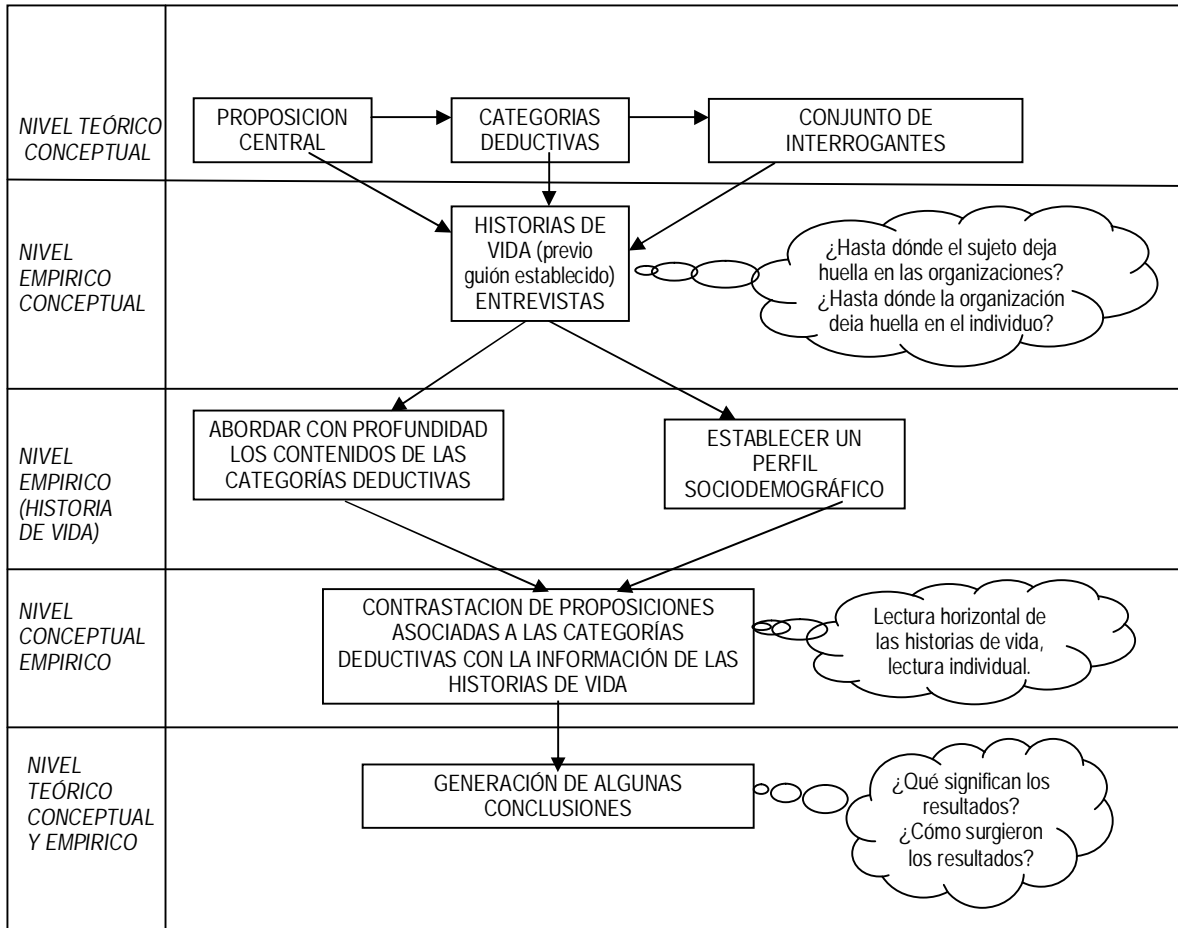 NIVEL TEÓRICO
CONCEPTUAL
PROPOSICION
CENTRAL
CATEGORIAS
DEDUCTIVAS
CONJUNTO DE
INTERROGANTES
NIVEL
EMPIRICO
CONCEPTUAL
HISTORIAS DE
VIDA (previo
guión establecido)
ENTREVISTAS
¿Hasta dónde el sujeto deja
huella en las organizaciones?
¿Hasta dónde la organización
deja huella en el individuo?
NIVEL
EMPIRICO
(HISTORIA
DE VIDA)
ABORDAR CON PROFUNDIDAD
LOS CONTENIDOS DE LAS
CATEGORÍAS DEDUCTIVAS
ESTABLECER UN
PERFIL
SOCIODEMOGRÁFICO
NIVEL
CONCEPTUAL
EMPIRICO
CONTRASTACION DE PROPOSICIONES
ASOCIADAS A LAS CATEGORÍAS
DEDUCTIVAS CON LA INFORMACIÓN DE LAS
HISTORIAS DE VIDA
Lectura horizontal de
las historias de vida,
lectura individual.
NIVEL
TEÓRICO
CONCEPTUAL
Y EMPIRICO
GENERACIÓN DE ALGUNAS
CONCLUSIONES
¿Qué significan los
resultados?
¿Cómo surgieron
los resultados?